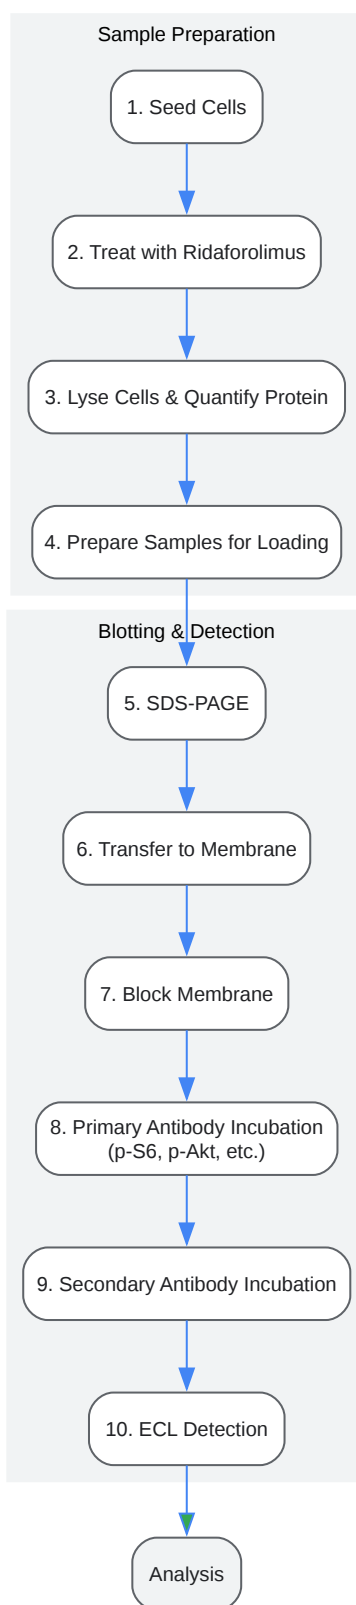 Sample Preparation
1. Seed Cells
2. Treat with Ridaforolimus
3. Lyse Cells & Quantify Protein
4. Prepare Samples for Loading
Blotting & Detection
5. SDS-PAGE
6. Transfer to Membrane
7. Block Membrane
8. Primary Antibody Incubation
(p-S6, p-Akt, etc.)
9. Secondary Antibody Incubation
10. ECL Detection
Analysis